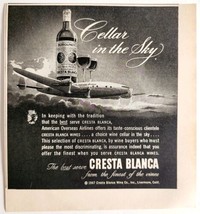 Cellar
in the Sky
In keeping with the tradition
that the best serve CRESTA BLANCA,
American Overseas Airlines offers its taste-conscious clientele
CRESTA BLANCA WINES . . . a choice wine cellar in the sky . . .
This selection of CRESTA BLANCA, by wine buyers who must
please the most discriminating, is assurance indeed that you
offer the finest when you SERVE CRESTA BLANCA WINES.
The best serve CRESTA BLANCA
from the finest of the vines
© 1947 Cresta Blanca Wine Co., Inc., Livermore, Calif.